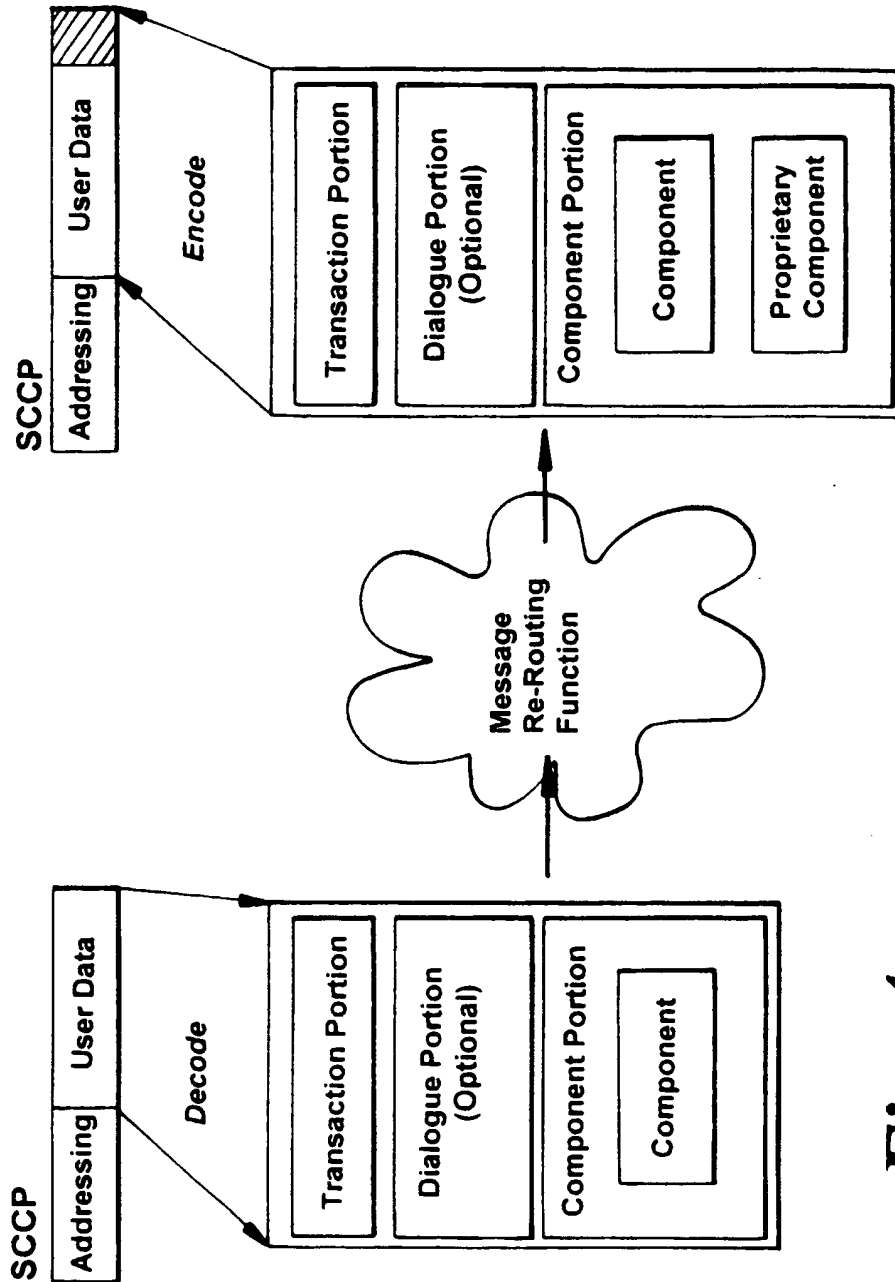 SCCP
Addressing
User Data
Decode
Transaction Portion
Dialogue Portion
(Optional)
Component Portion
Component
Message
Re-Routing
Function
SCCP
Addressing
User Data
Encode
Transaction Portion
Dialogue Portion
(Optional)
Component Portion
Component
Proprietary
Component